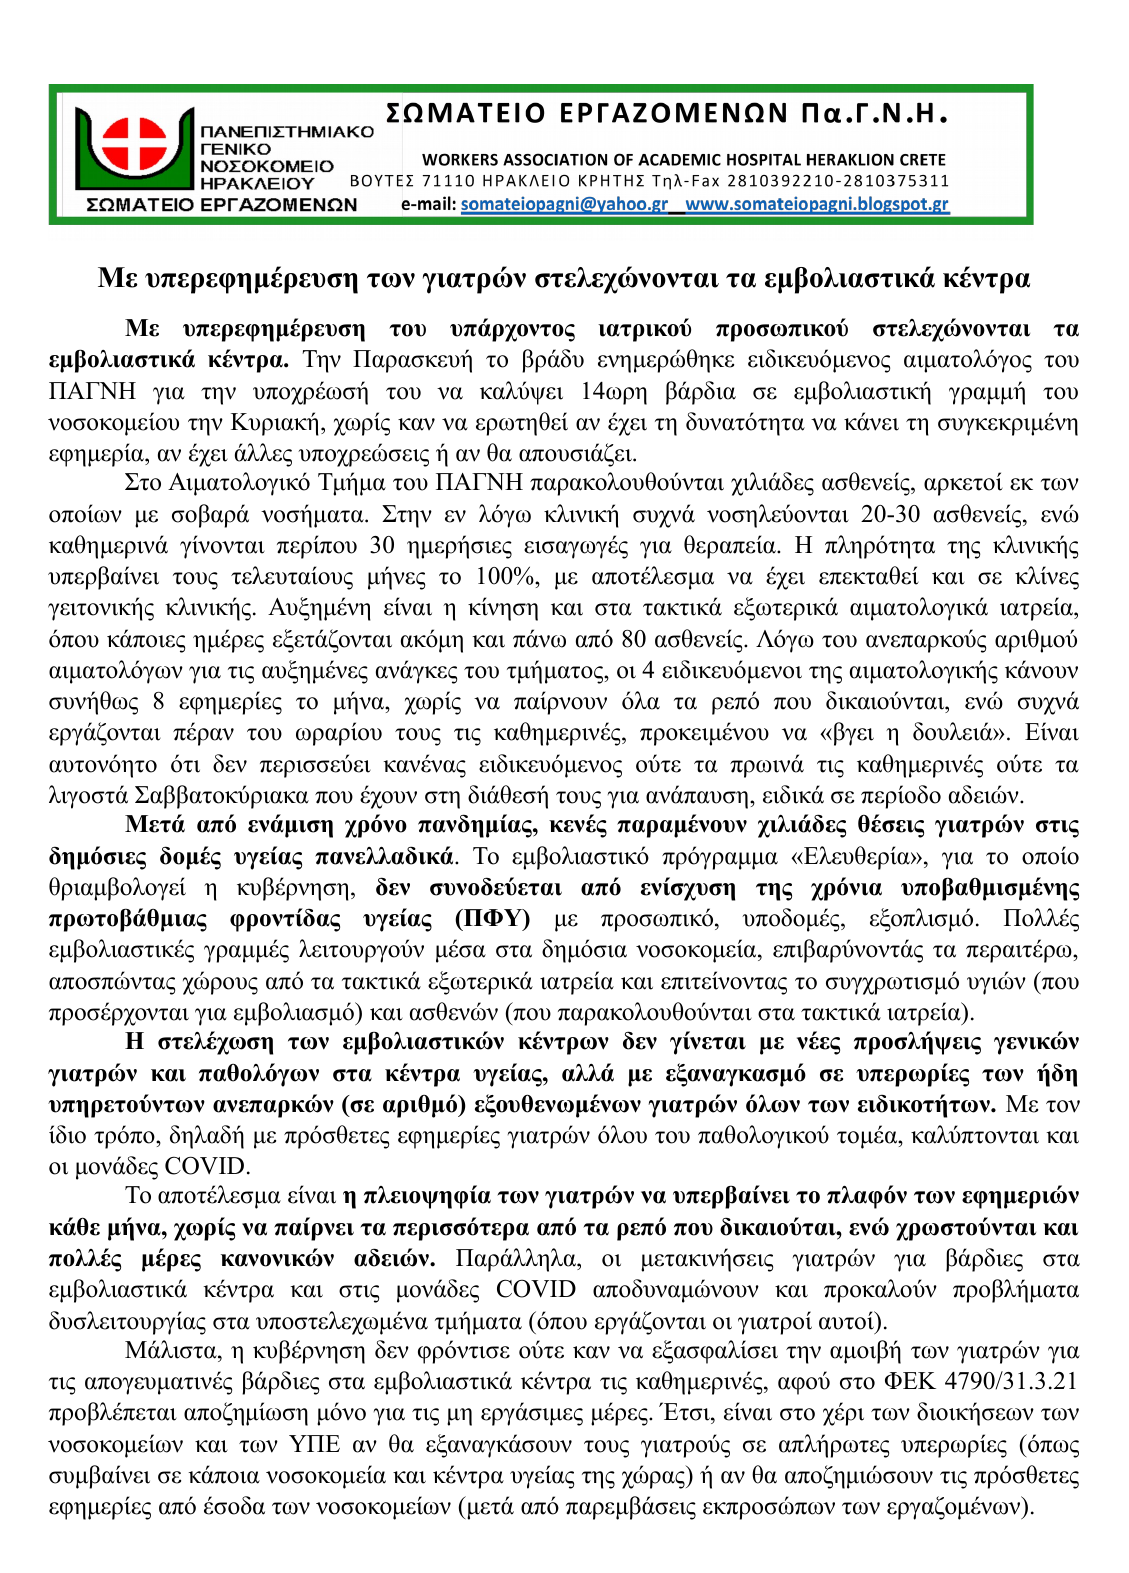 ΣΩΜΑΤΕΙΟ ΕΡΓΑΖΟΜΕΝΩΝ Πα.Γ.Ν.Η.
ΠΑΝΕΠΙΣΤΗΜΙΑΚΟ
ΓΕΝΙΚΟ
ΝΟΣΟΚΟΜΕΙΟ
ΗΡΑΚΛΕΙΟΥ
ΣΩΜΑΤΕΙΟ ΕΡΓΑΖΟΜΕΝΩΝ
WORKERS ASSOCIATION OF ACADEMIC HOSPITAL HERAKLION CRETE
ΒΟΥΤΕΣ 71110 ΗΡΑΚΛΕΙΟ ΚΡΗΤΗΣ Τηλ-Fax 2810392210-2810375311
e-mail: somateiopagni@yahoo.gr www.somateiopagni.blogspot.gr
Με υπερεφημέρευση των γιατρών στελεχώνονται τα εμβολιαστικά κέντρα
Με υπερεφημέρευση του υπάρχοντος ιατρικού προσωπικού στελεχώνονται τα
εμβολιαστικά κέντρα. Την Παρασκευή το βράδυ ενημερώθηκε ειδικευόμενος αιματολόγος του
ΠΑΓΝΗ για την υποχρέωσή του να καλύψει 14ωρη βάρδια σε εμβολιαστική γραμμή του
νοσοκομείου την Κυριακή, χωρίς καν να ερωτηθεί αν έχει τη δυνατότητα να κάνει τη συγκεκριμένη
εφημερία, αν έχει άλλες υποχρεώσεις ή αν θα απουσιάζει.
Στο Αιματολογικό Τμήμα του ΠΑΓΝΗ παρακολουθούνται χιλιάδες ασθενείς, αρκετοί εκ των
οποίων με σοβαρά νοσήματα. Στην εν λόγω κλινική συχνά νοσηλεύονται 20-30 ασθενείς, ενώ
καθημερινά γίνονται περίπου 30 ημερήσιες εισαγωγές για θεραπεία. Η πληρότητα της κλινικής
υπερβαίνει τους τελευταίους μήνες το 100%, με αποτέλεσμα να έχει επεκταθεί και σε κλίνες
γειτονικής κλινικής. Αυξημένη είναι η κίνηση και στα τακτικά εξωτερικά αιματολογικά ιατρεία,
όπου κάποιες ημέρες εξετάζονται ακόμη και πάνω από 80 ασθενείς. Λόγω του ανεπαρκούς αριθμού
αιματολόγων για τις αυξημένες ανάγκες του τμήματος, οι 4 ειδικευόμενοι της αιματολογικής κάνουν
συνήθως 8 εφημερίες το μήνα, χωρίς να παίρνουν όλα τα ρεπό που δικαιούνται, ενώ συχνά
εργάζονται πέραν του ωραρίου τους τις καθημερινές, προκειμένου να «βγει η δουλειά». Είναι
αυτονόητο ότι δεν περισσεύει κανένας ειδικευόμενος ούτε τα πρωινά τις καθημερινές ούτε τα
λιγοστά Σαββατοκύριακα που έχουν στη διάθεσή τους για ανάπαυση, ειδικά σε περίοδο αδειών.
Μετά από ενάμιση χρόνο πανδημίας, κενές παραμένουν χιλιάδες θέσεις γιατρών στις
δημόσιες δομές υγείας πανελλαδικά. Το εμβολιαστικό πρόγραμμα «Ελευθερία», για το οποίο
θριαμβολογεί η κυβέρνηση, δεν συνοδεύεται από ενίσχυση της χρόνια υποβαθμισμένης
πρωτοβάθμιας φροντίδας υγείας (ΠΦΥ) με προσωπικό, υποδομές, εξοπλισμό. Πολλές
εμβολιαστικές γραμμές λειτουργούν μέσα στα δημόσια νοσοκομεία, επιβαρύνοντάς τα περαιτέρω,
αποσπώντας χώρους από τα τακτικά εξωτερικά ιατρεία και επιτείνοντας το συγχρωτισμό υγιών (που
προσέρχονται για εμβολιασμό) και ασθενών (που παρακολουθούνται στα τακτικά ιατρεία).
Η στελέχωση των εμβολιαστικών κέντρων δεν γίνεται με νέες προσλήψεις γενικών
γιατρών και παθολόγων στα κέντρα υγείας, αλλά με εξαναγκασμό σε υπερωρίες των ήδη
υπηρετούντων ανεπαρκών (σε αριθμό) εξουθενωμένων γιατρών όλων των ειδικοτήτων. Με τον
ίδιο τρόπο, δηλαδή με πρόσθετες εφημερίες γιατρών όλου του παθολογικού τομέα, καλύπτονται και
οι μονάδες COVID.
Το αποτέλεσμα είναι η πλειοψηφία των γιατρών να υπερβαίνει το πλαφόν των εφημεριών
κάθε μήνα, χωρίς να παίρνει τα περισσότερα από τα ρεπό που δικαιούται, ενώ χρωστούνται και
πολλές μέρες κανονικών αδειών. Παράλληλα, οι μετακινήσεις γιατρών για βάρδιες στα
εμβολιαστικά κέντρα και στις μονάδες COVID αποδυναμώνουν και προκαλούν προβλήματα
δυσλειτουργίας στα υποστελεχωμένα τμήματα (όπου εργάζονται οι γιατροί αυτοί).
Μάλιστα, η κυβέρνηση δεν φρόντισε ούτε καν να εξασφαλίσει την αμοιβή των γιατρών για
τις απογευματινές βάρδιες στα εμβολιαστικά κέντρα τις καθημερινές, αφού στο ΦΕΚ 4790/31.3.21
προβλέπεται αποζημίωση μόνο για τις μη εργάσιμες μέρες. Έτσι, είναι στο χέρι των διοικήσεων των
νοσοκομείων και των ΥΠΕ αν θα εξαναγκάσουν τους γιατρούς σε απλήρωτες υπερωρίες (όπως
συμβαίνει σε κάποια νοσοκομεία και κέντρα υγείας της χώρας) ή αν θα αποζημιώσουν τις πρόσθετες
εφημερίες από έσοδα των νοσοκομείων (μετά από παρεμβάσεις εκπροσώπων των εργαζομένων).